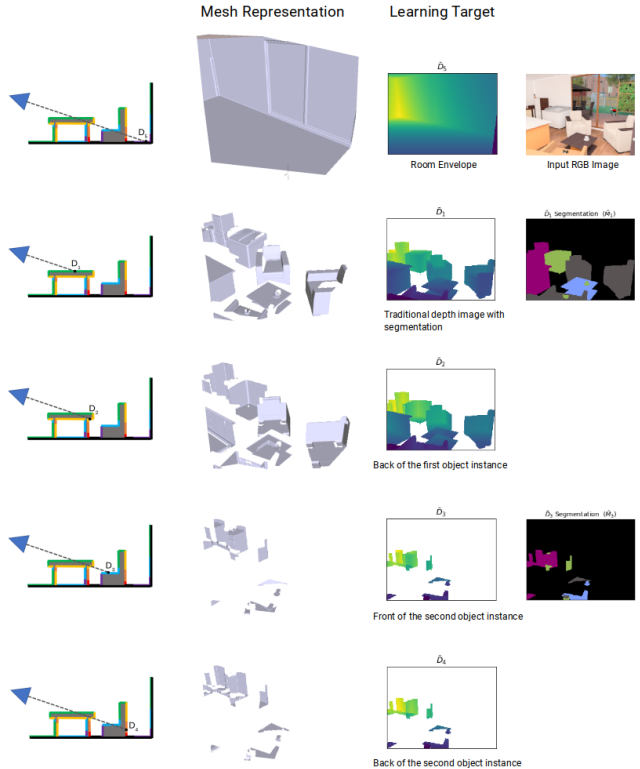 Mesh Representation
Learning Target
D̄₅
D₅
Room Envelope
Input RGB Image
D̄₁
D̄₁ Segmentation (M̄₁)
D₁
Traditional depth image with
segmentation
D̄₂
D₂
Back of the first object instance
D̄₃
D̄₃ Segmentation (M̄₃)
D₃
Front of the second object instance
D̄₄
D₄
Back of the second object instance